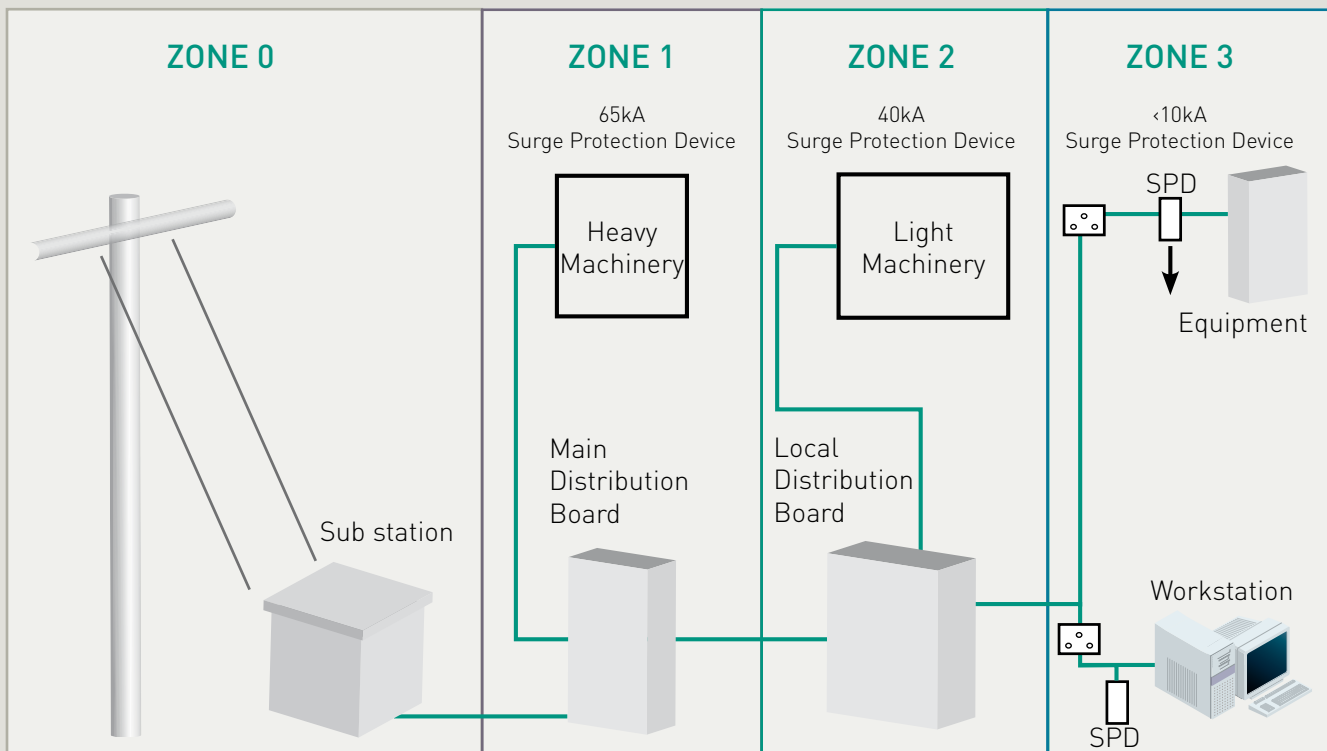 ZONE 0
Sub station
ZONE 1
65kA
Surge Protection Device
Heavy
Machinery
Main
Distribution
Board
ZONE 2
40kA
Surge Protection Device
Light
Machinery
Local
Distribution
Board
ZONE 3
<10kA
Surge Protection Device
SPD
Equipment
Workstation
SPD